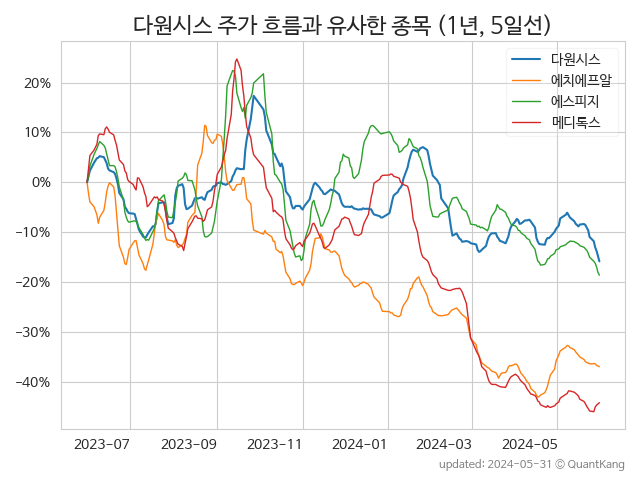 다원시스 주가 흐름과 유사한 종목 (1년, 5일선)
다원시스
에치에프알
에스피지
메디톡스
20%
10%
0%
−10%
−20%
−30%
−40%
2023-07 2023-09 2023-11 2024-01 2024-03 2024-05
updated: 2024-05-31 © QuantKang